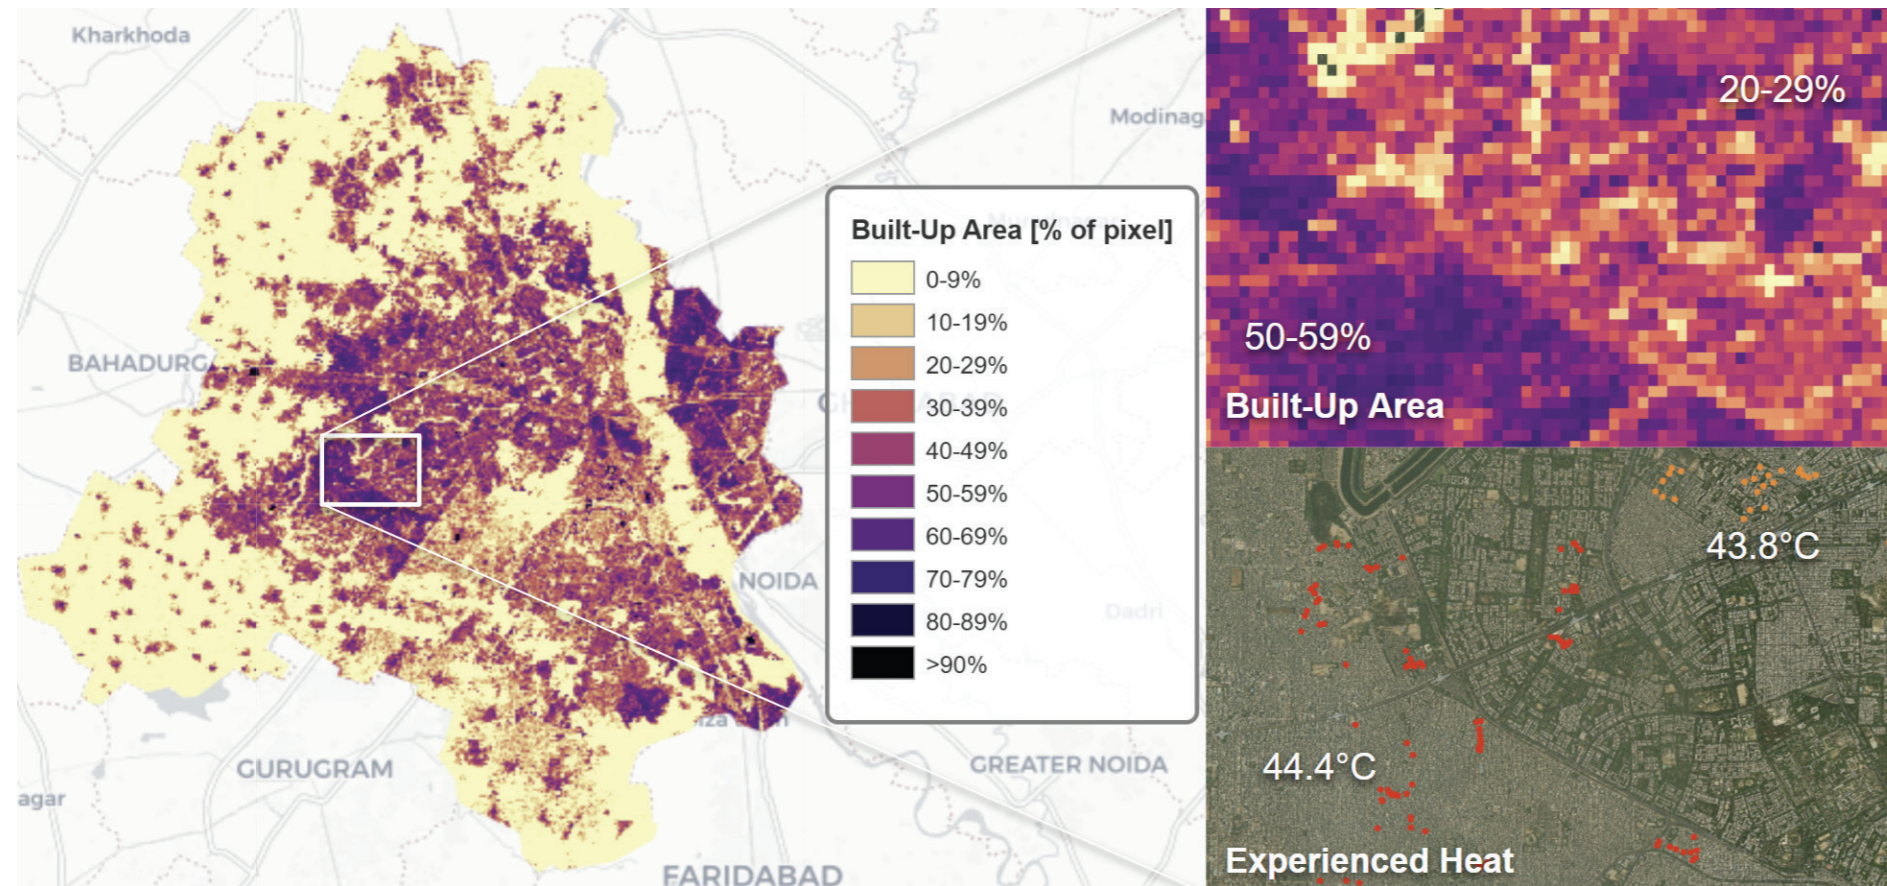 Kharkhoda
Modinag
BAHADURGA
NOIDA
Dadri
GURUGRAM
GREATER NOIDA
agar
FARIDABAD
Built-Up Area [% of pixel]
0-9%
10-19%
20-29%
30-39%
40-49%
50-59%
60-69%
70-79%
80-89%
>90%
20-29%
50-59%
Built-Up Area
43.8°C
44.4°C
Experienced Heat